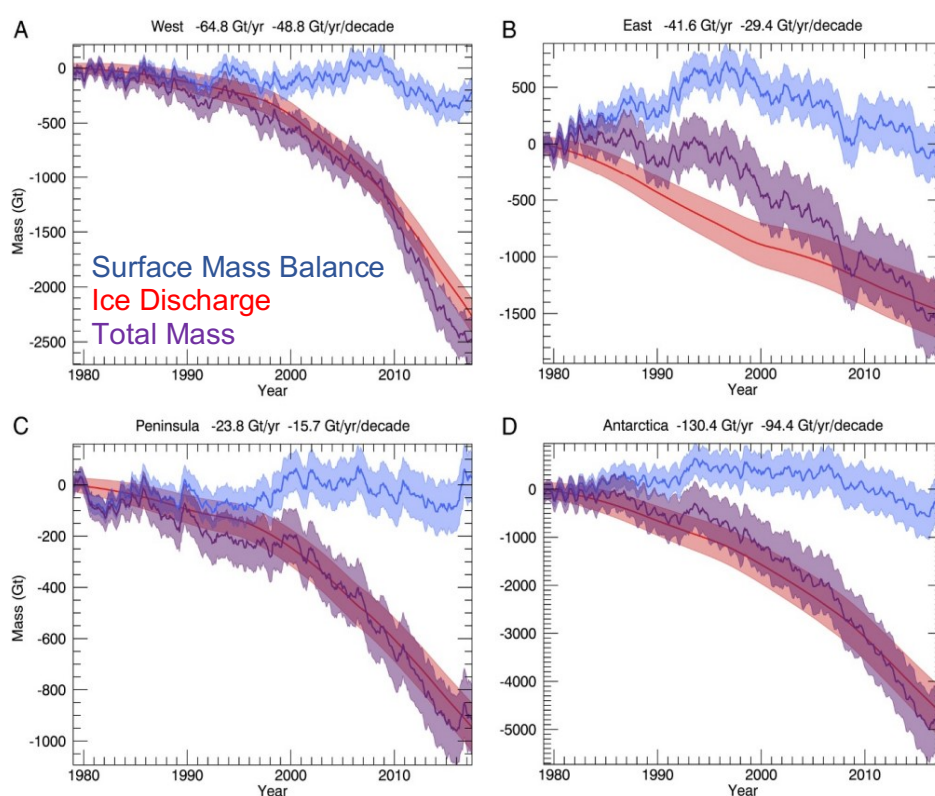 A
West -64.8 Gt/yr -48.8 Gt/yr/decade
0
-500
-1000
-1500
-2000
-2500
Mass (Gt)
Surface Mass Balance
Ice Discharge
Total Mass
1980 1990 2000 2010
Year
B
East -41.6 Gt/yr -29.4 Gt/yr/decade
500
0
-500
-1000
-1500
1980 1990 2000 2010
Year
C
Peninsula -23.8 Gt/yr -15.7 Gt/yr/decade
0
-200
-400
-600
-800
-1000
Mass (Gt)
1980 1990 2000 2010
Year
D
Antarctica -130.4 Gt/yr -94.4 Gt/yr/decade
0
-1000
-2000
-3000
-4000
-5000
1980 1990 2000 2010
Year